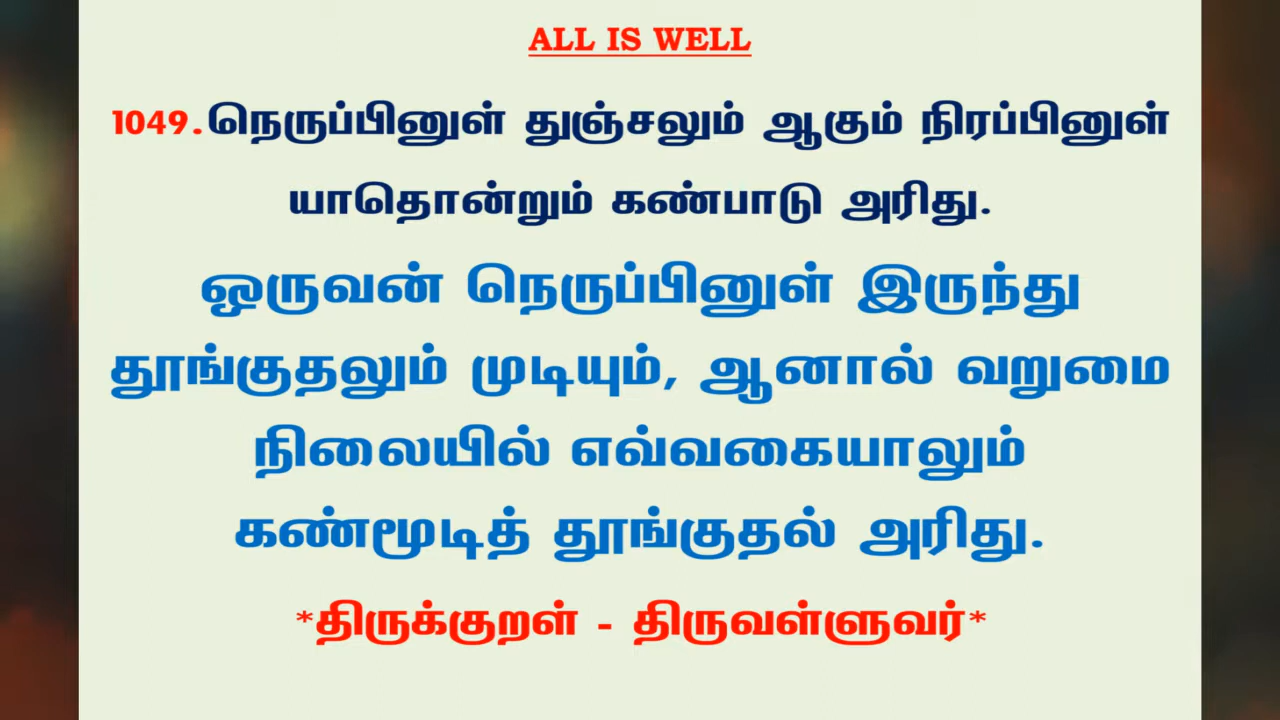 ALL IS WELL
1049.நெருப்பினுள் துஞ்சலும் ஆகும் நிரப்பினுள்
யாதொன்றும் கண்பாடு அரிது.
ஒருவன் நெருப்பினுள் இருந்து
தூங்குதலும் முடியும், ஆனால் வறுமை
நிலையில் எவ்வகையாலும்
கண்மூடித் தூங்குதல் அரிது.
*திருக்குறள் - திருவள்ளுவர்*